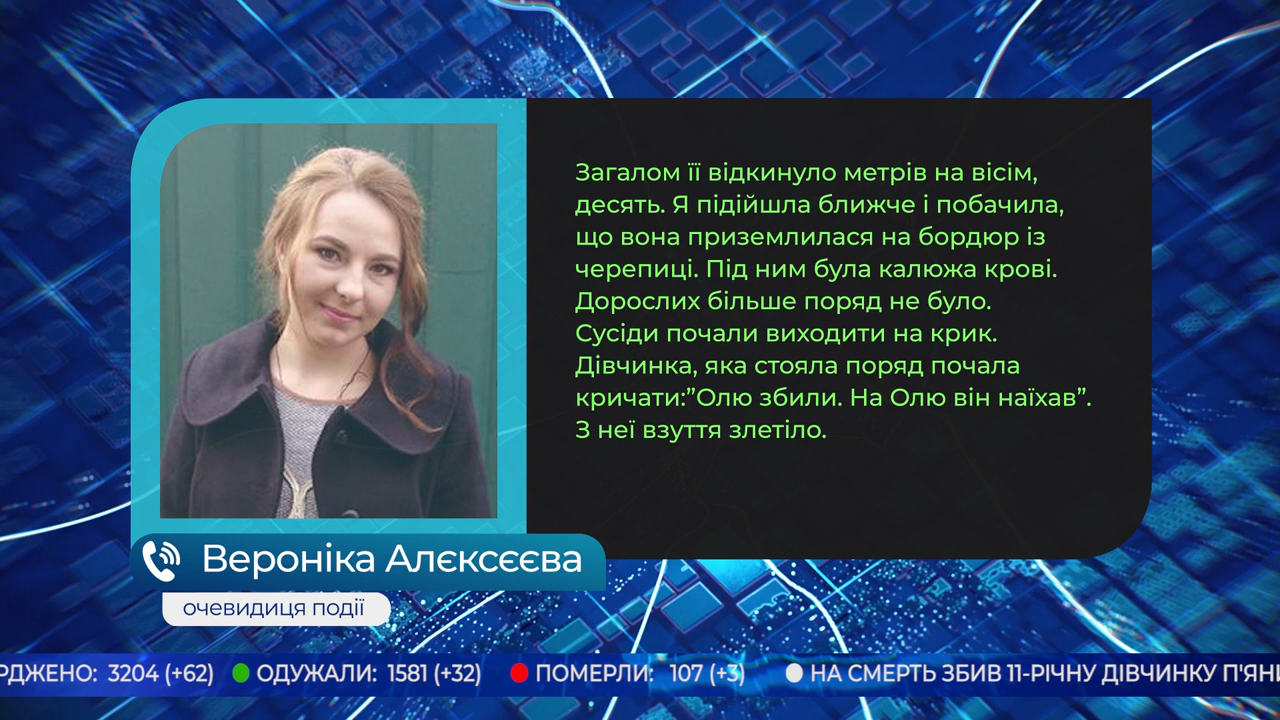 Загалом її відкинуло метрів на вісім,
десять. Я підійшла ближче і побачила,
що вона приземлилася на бордюр із
черепиці. Під ним була калюжа крові.
Дорослих більше поряд не було.
Сусіди почали виходити на крик.
Дівчинка, яка стояла поряд почала
кричати:”Олю збили. На Олю він наїхав”.
З неї взуття злетіло.
Вероніка Алєксєєва
очевидиця події
РДЖЕНО: 3204 (+62) ОДУЖАЛИ: 1581 (+32) ПОМЕРЛИ: 107 (+3) НА СМЕРТЬ ЗБИВ 11-РІЧНУ ДІВЧИНКУ П'ЯНИ